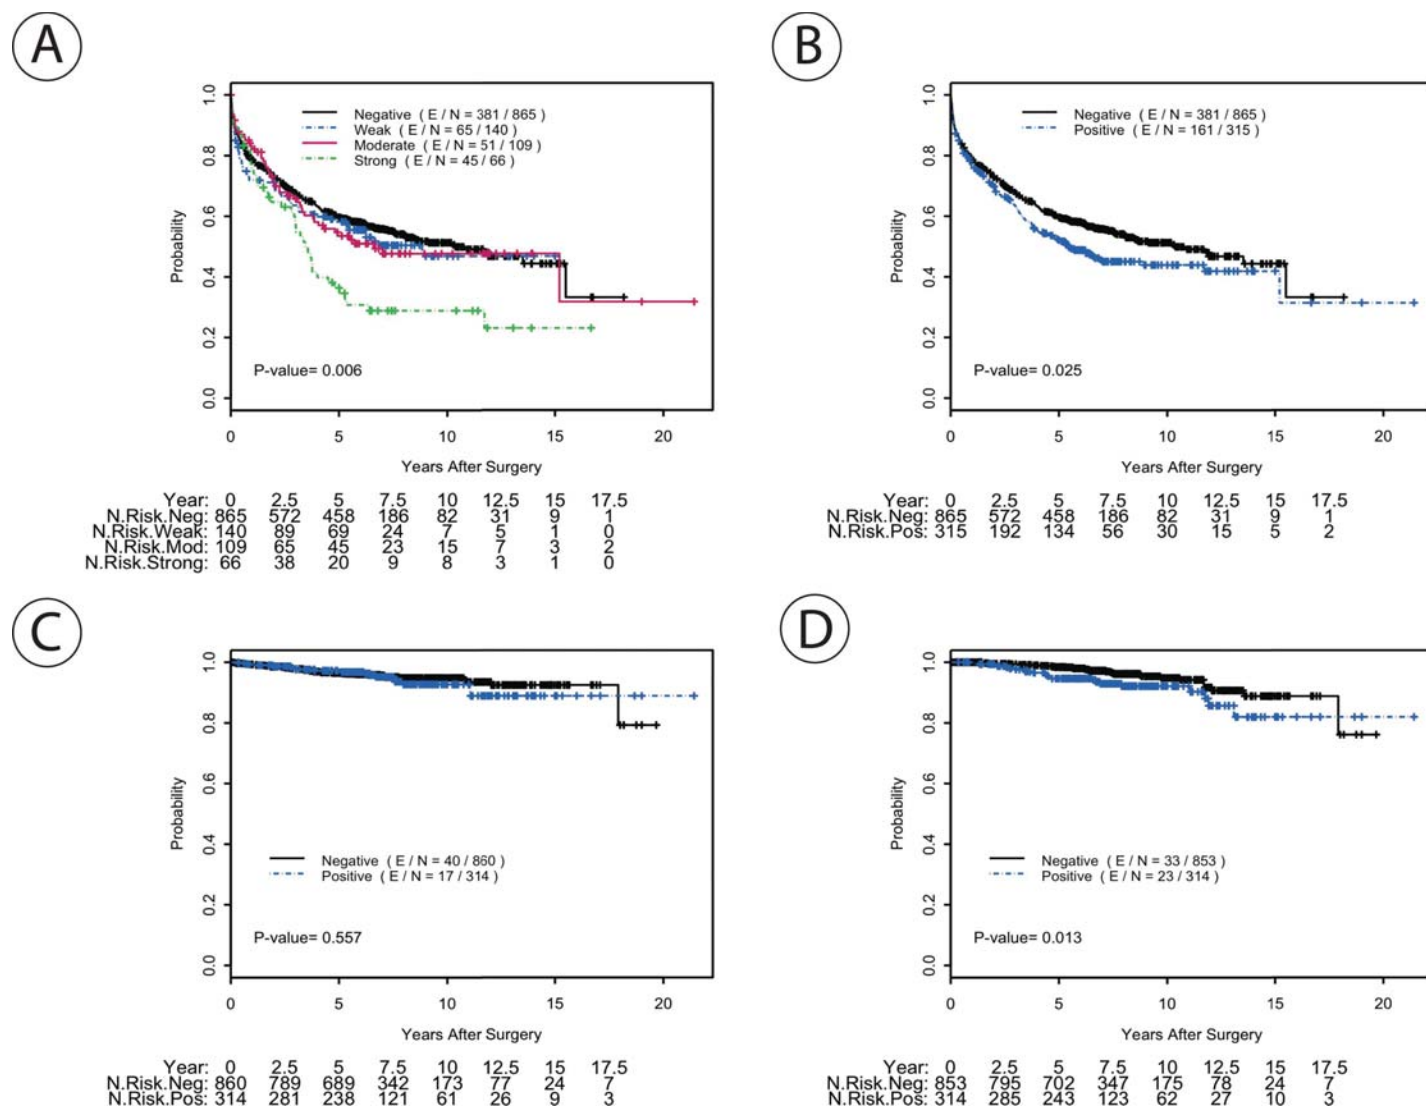 A
1.0
0.8
0.6
0.4
0.2
0.0
Probability
Negative ( E / N = 381 / 865 )
Weak ( E / N = 65 / 140 )
Moderate ( E / N = 51 / 109 )
Strong ( E / N = 45 / 66 )
P-value= 0.006
0 5 10 15 20
Years After Surgery
Year: 0 2.5 5 7.5 10 12.5 15 17.5
N.Risk.Neg: 865 572 458 186 82 31 9 1
N.Risk.Weak: 140 89 69 24 7 5 1 0
N.Risk.Mod: 109 65 45 23 15 7 3 2
N.Risk.Strong: 66 38 20 9 8 3 1 0
B
1.0
0.8
0.6
0.4
0.2
0.0
Probability
Negative ( E / N = 381 / 865 )
Positive ( E / N = 161 / 315 )
P-value= 0.025
0 5 10 15 20
Years After Surgery
Year: 0 2.5 5 7.5 10 12.5 15 17.5
N.Risk.Neg: 865 572 458 186 82 31 9 1
N.Risk.Pos: 315 192 134 56 30 15 5 2
C
1.0
0.8
0.6
0.4
0.2
0.0
Probability
Negative ( E / N = 40 / 860 )
Positive ( E / N = 17 / 314 )
P-value= 0.557
0 5 10 15 20
Years After Surgery
Year: 0 2.5 5 7.5 10 12.5 15 17.5
N.Risk.Neg: 860 789 689 342 173 77 24 7
N.Risk.Pos: 314 281 238 121 61 26 9 3
D
1.0
0.8
0.6
0.4
0.2
0.0
Probability
Negative ( E / N = 33 / 853 )
Positive ( E / N = 23 / 314 )
P-value= 0.013
0 5 10 15 20
Years After Surgery
Year: 0 2.5 5 7.5 10 12.5 15 17.5
N.Risk.Neg: 853 795 702 347 175 78 24 7
N.Risk.Pos: 314 285 243 123 62 27 10 3